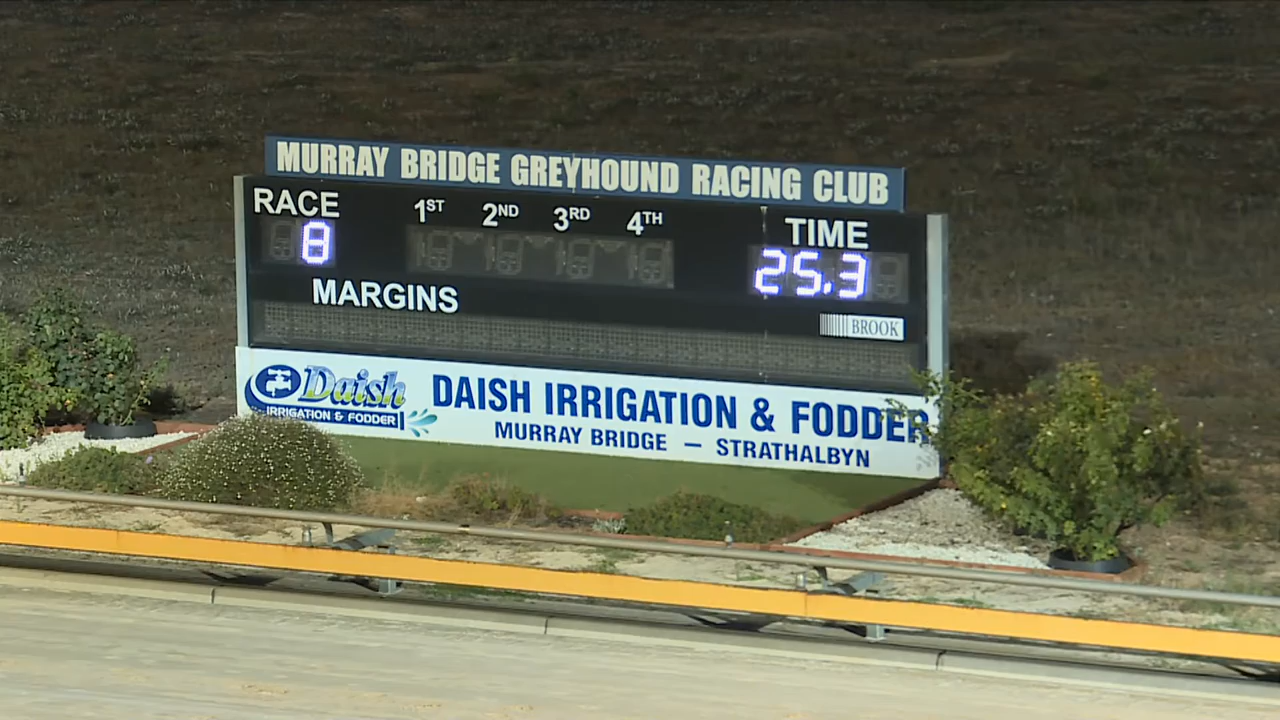 MURRAY BRIDGE GREYHOUND RACING CLUB
RACE 1ST 2ND 3RD 4TH TIME
8 25.3
MARGINS
BROOK
Daish
IRRIGATION & FODDER
DAISH IRRIGATION & FODDER
MURRAY BRIDGE — STRATHALBYN